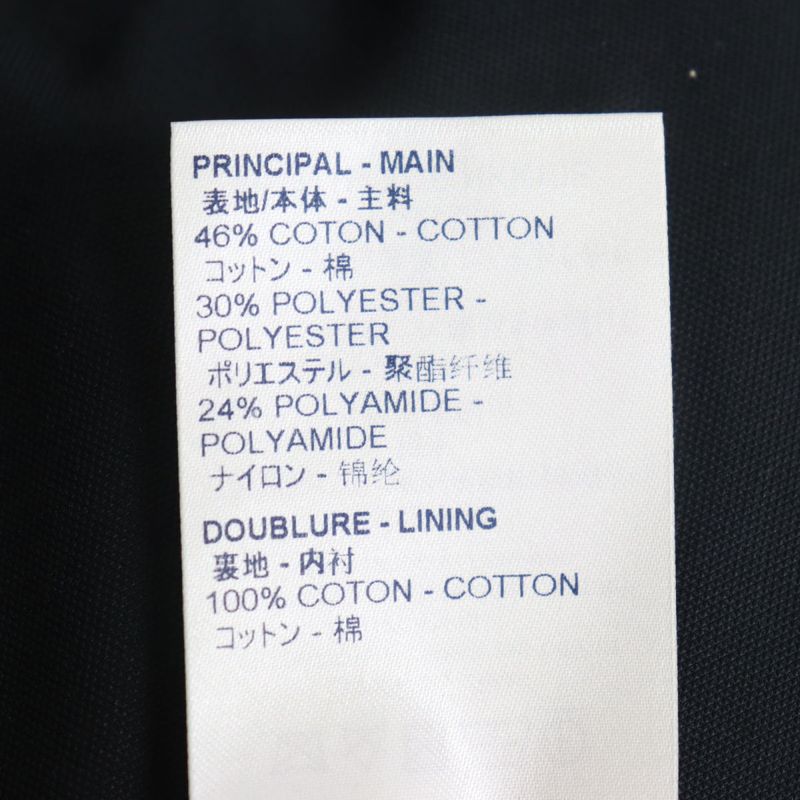 PRINCIPAL - MAIN
表地/本体 - 主料
46% COTON - COTTON
コットン - 棉
30% POLYESTER -
POLYESTER
ポリエステル - 聚酯纤维
24% POLYAMIDE -
POLYAMIDE
ナイロン - 锦纶
DOUBLURE - LINING
裏地 - 内衬
100% COTON - COTTON
コットン - 棉